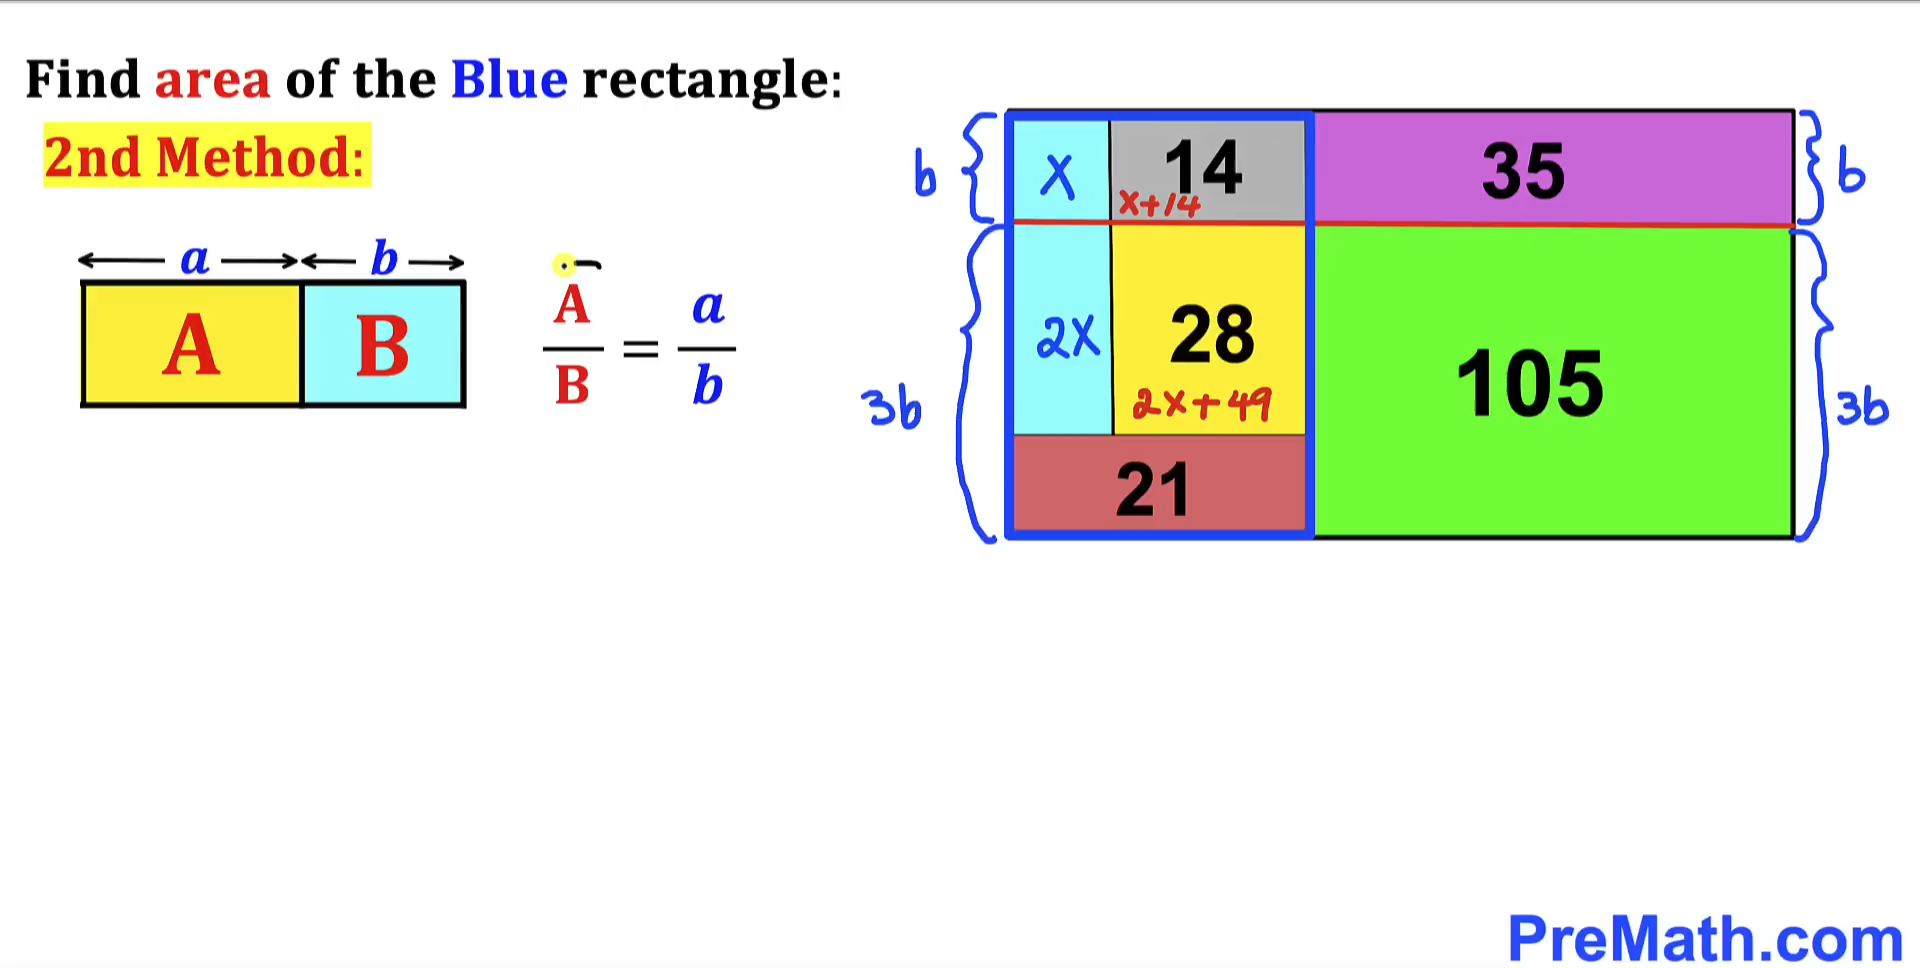 Find area of the Blue rectangle:
2nd Method:
a b
A B
A/B = a/b
b x 14 35 b
x+14
2x 28
3b 2x+49 105 3b
21
PreMath.com